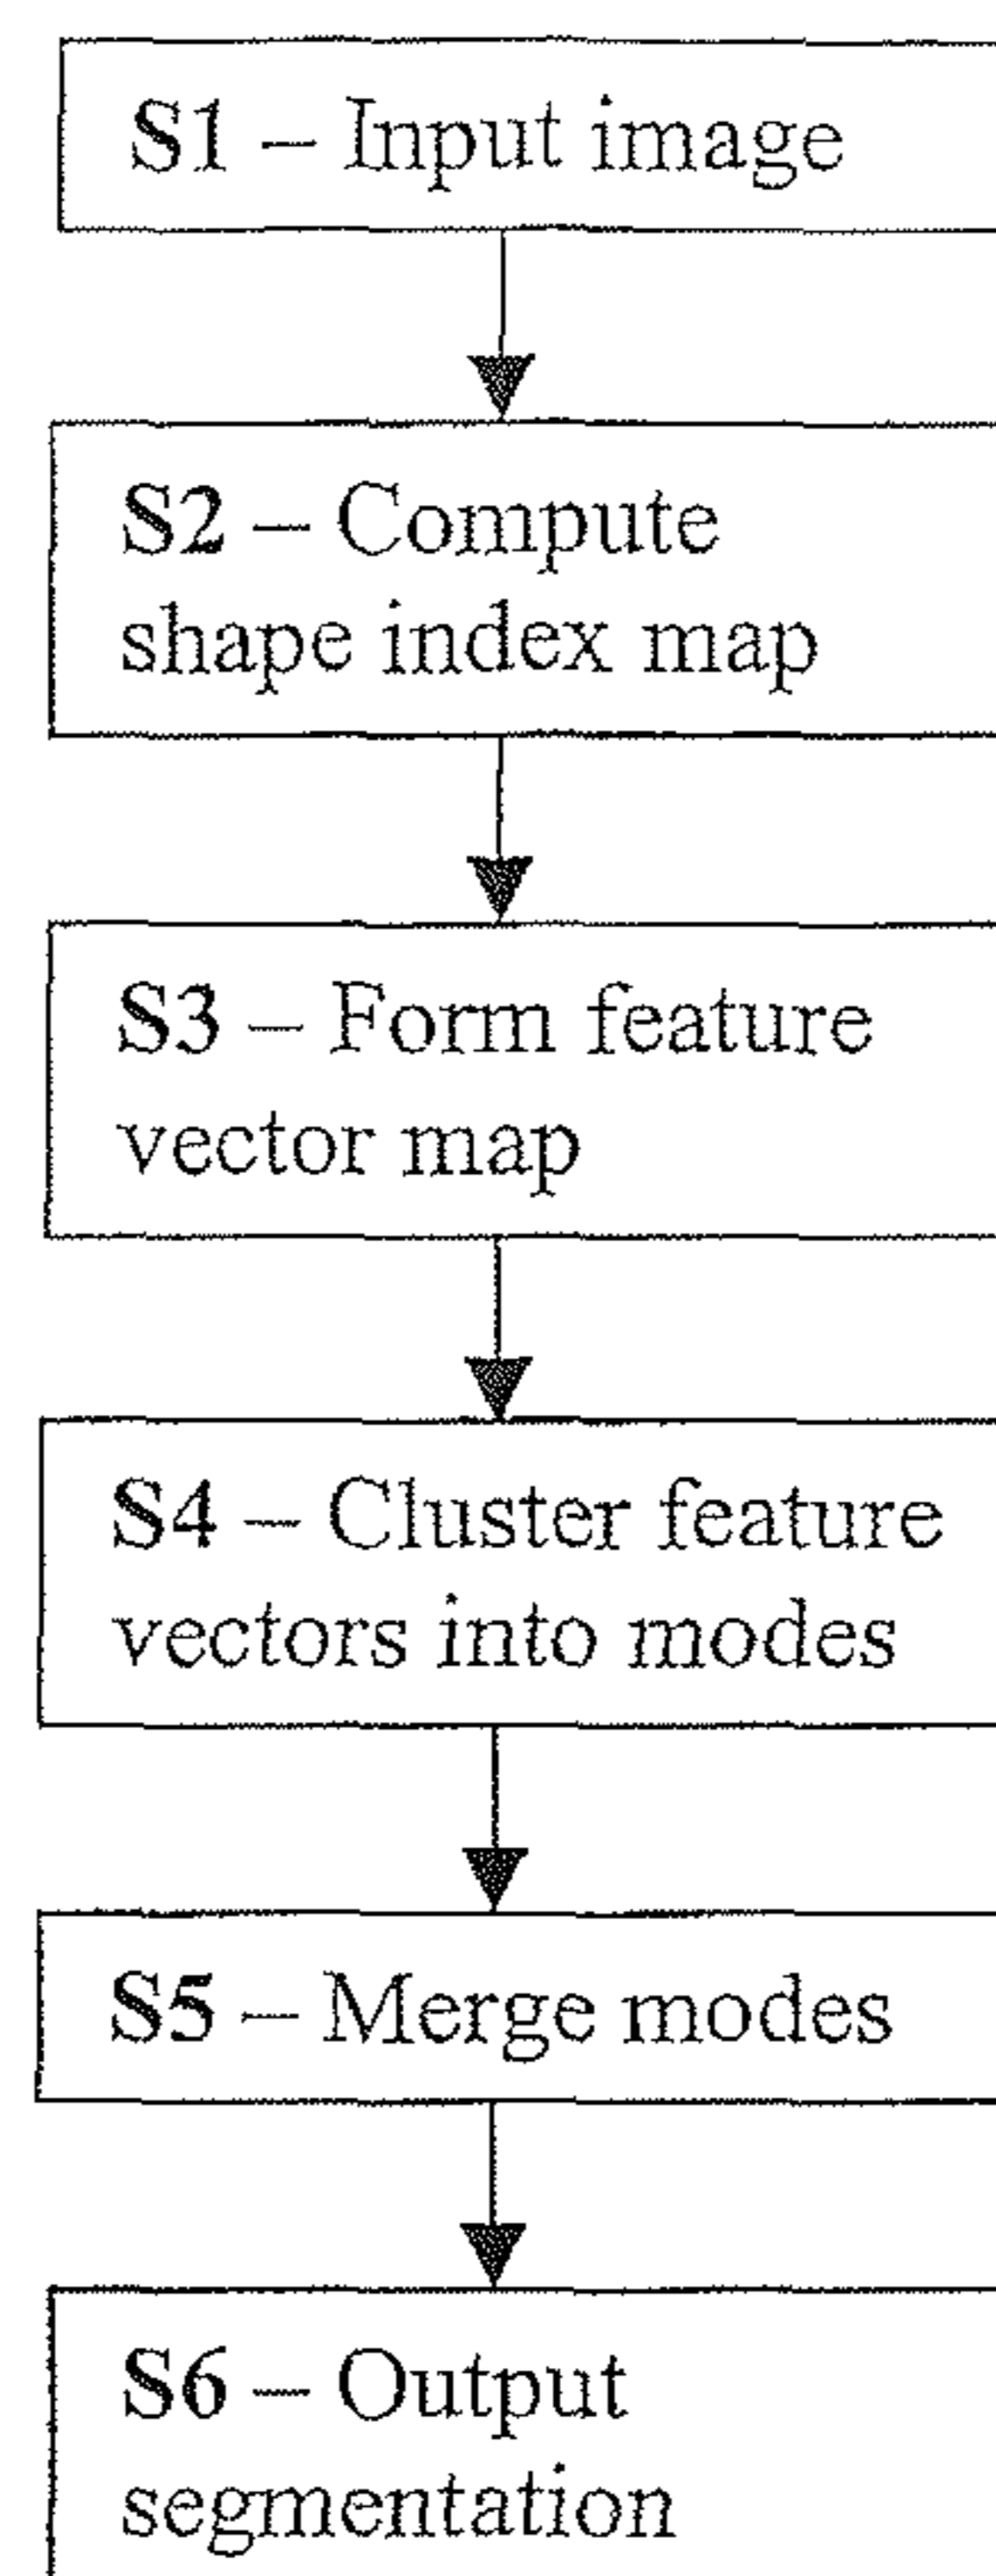 S1 – Input image
S2 – Compute
shape index map
S3 – Form feature
vector map
S4 – Cluster feature
vectors into modes
S5 – Merge modes
S6 – Output
segmentation